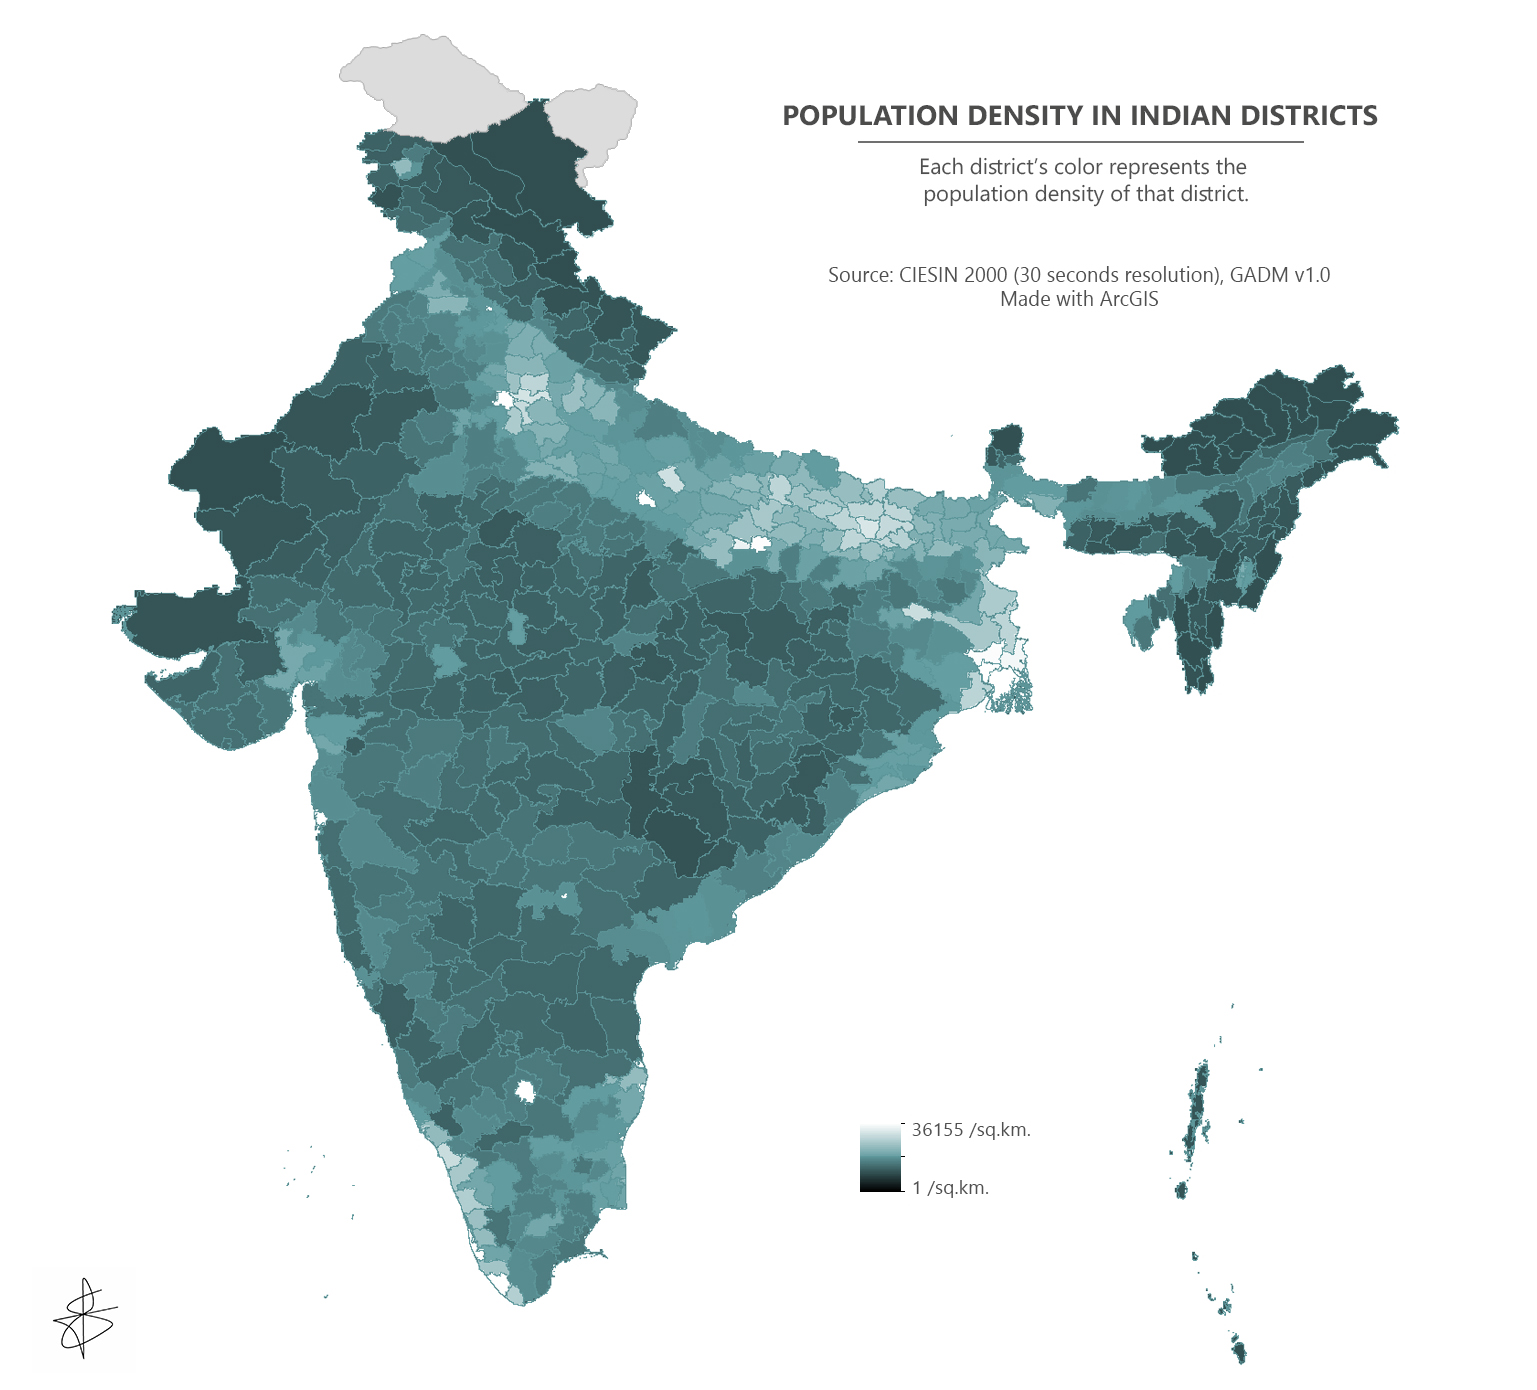 POPULATION DENSITY IN INDIAN DISTRICTS
Each district's color represents the
population density of that district.
Source: CIESIN 2000 (30 seconds resolution), GADM v1.0
Made with ArcGIS
36155 /sq.km.
1 /sq.km.